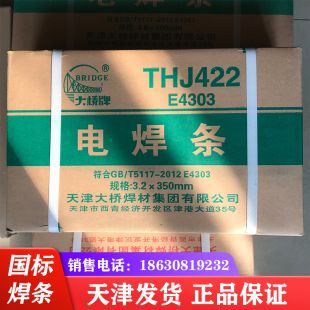 BRIDGE
大桥牌
THJ422
E4303
电焊条
符合GB/T5117-2012 E4303
规格:3.2×350mm
天津大桥焊材集团有限公司
天津市西青经济开发区津港大道35号
国标
焊条
销售电话: 18630819232
天津发货 质量保证